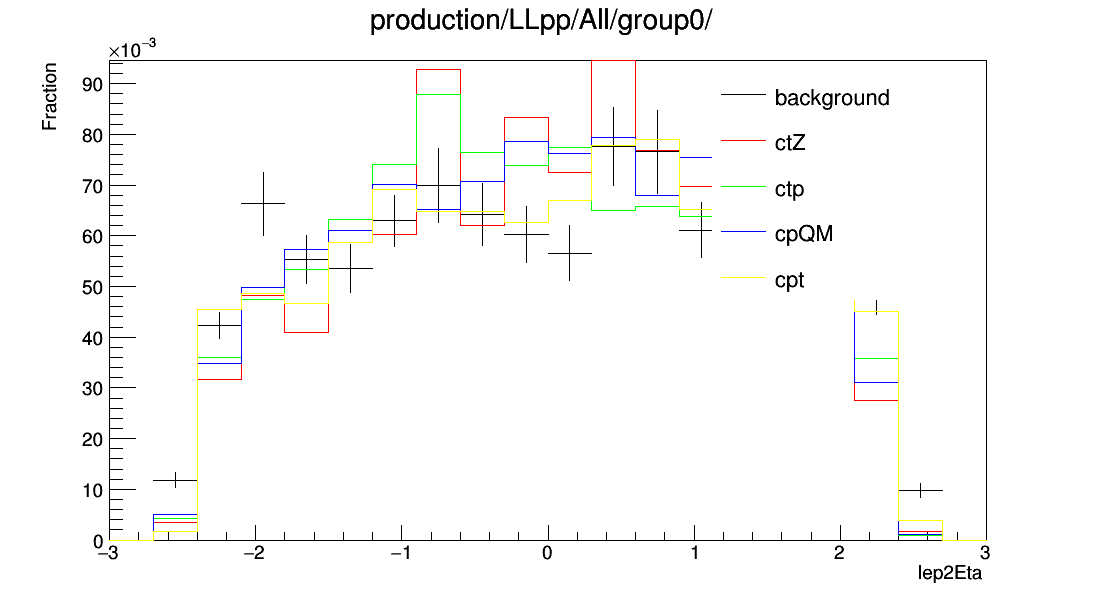 production/LLpp/All/group0/
×10⁻³
Fraction
90
80
70
60
50
40
30
20
10
0
background
ctZ
ctp
cpQM
cpt
−3 −2 −1 0 1 2 3
lep2Eta